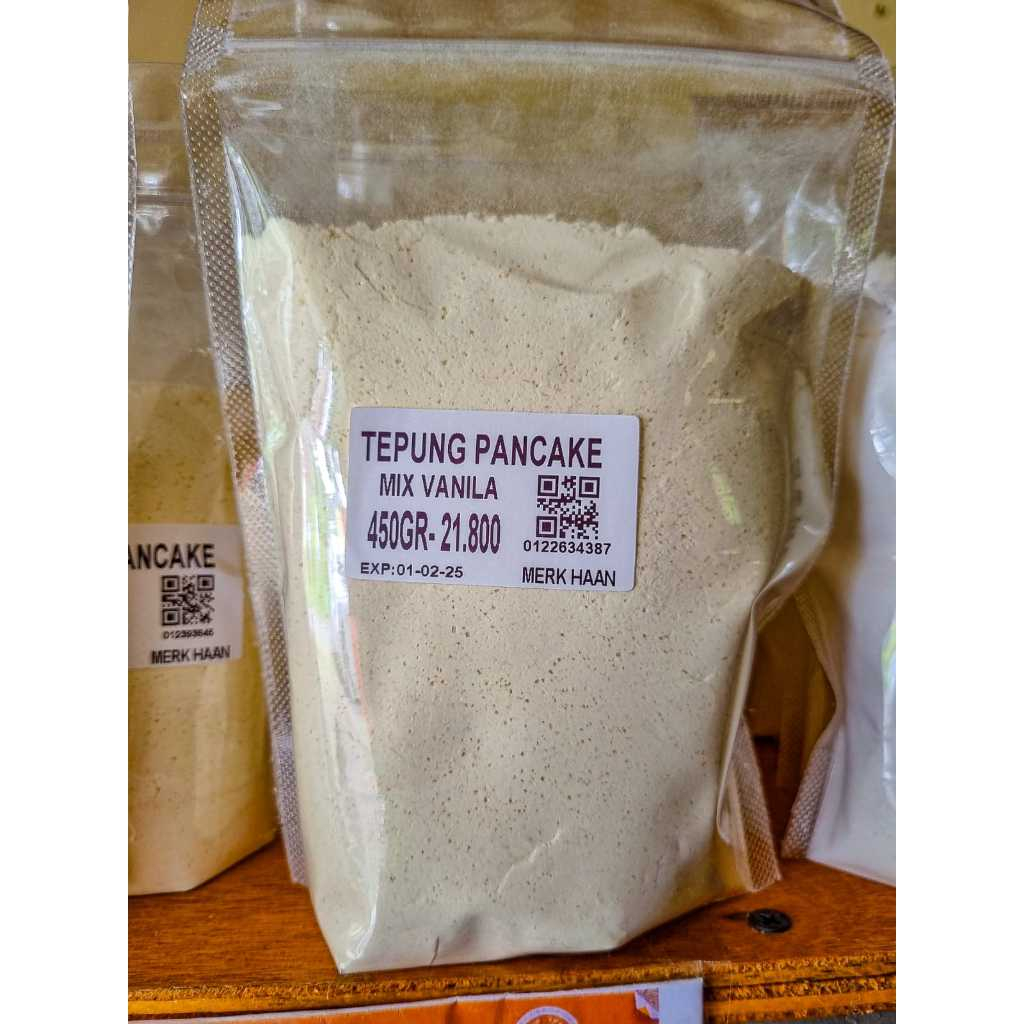 TEPUNG PANCAKE
MIX VANILA
450GR- 21.800
0122634387
EXP:01-02-25
MERK HAAN
ANCAKE
MERK HAAN